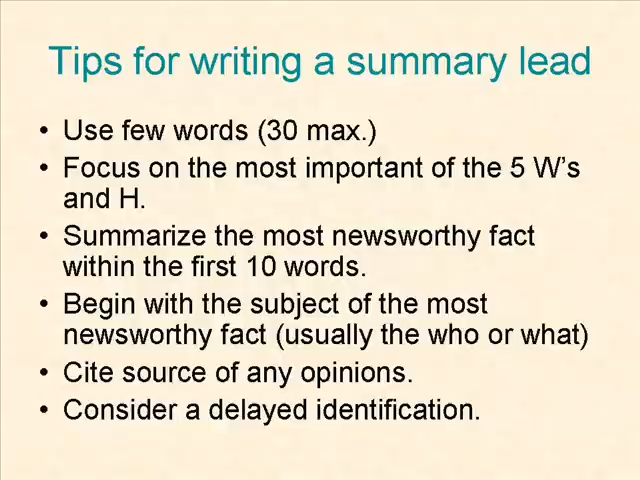 Tips for writing a summary lead
• Use few words (30 max.)
• Focus on the most important of the 5 W's
and H.
• Summarize the most newsworthy fact
within the first 10 words.
• Begin with the subject of the most
newsworthy fact (usually the who or what)
• Cite source of any opinions.
• Consider a delayed identification.